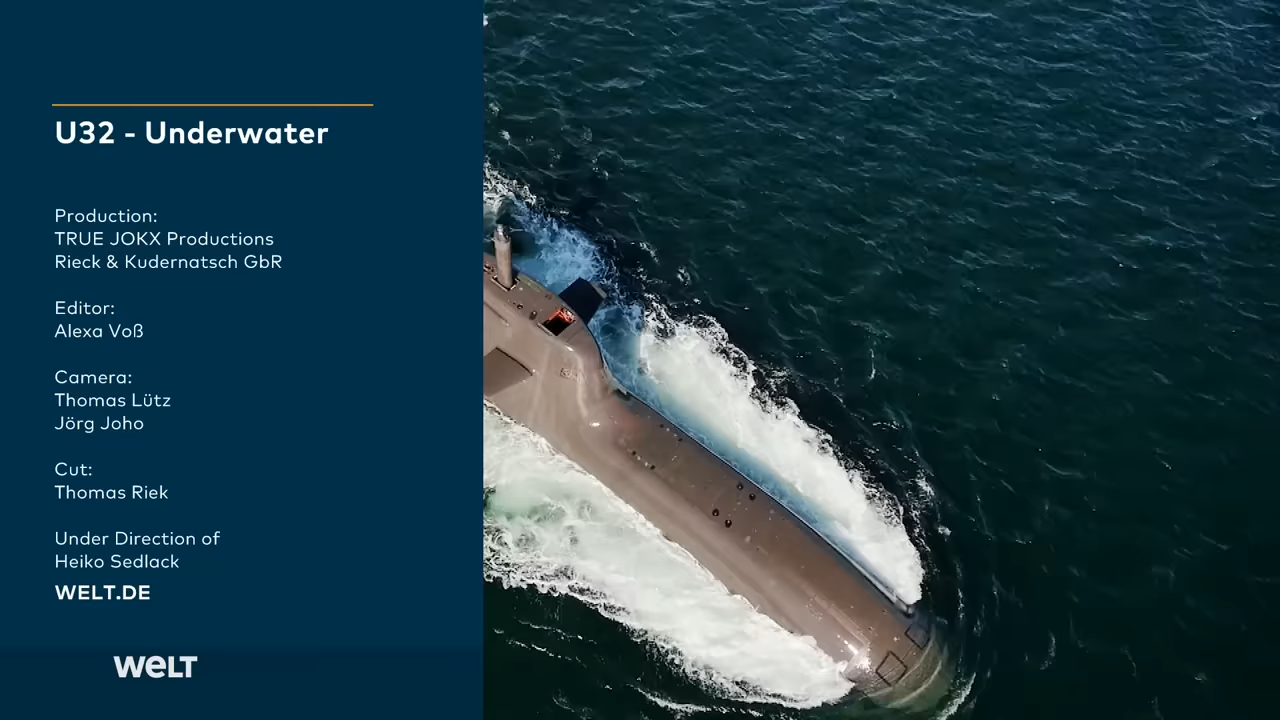 U32 - Underwater
Production:
TRUE JOKX Productions
Rieck & Kudernatsch GbR
Editor:
Alexa Voß
Camera:
Thomas Lütz
Jörg Joho
Cut:
Thomas Riek
Under Direction of
Heiko Sedlack
WELT.DE
WELT